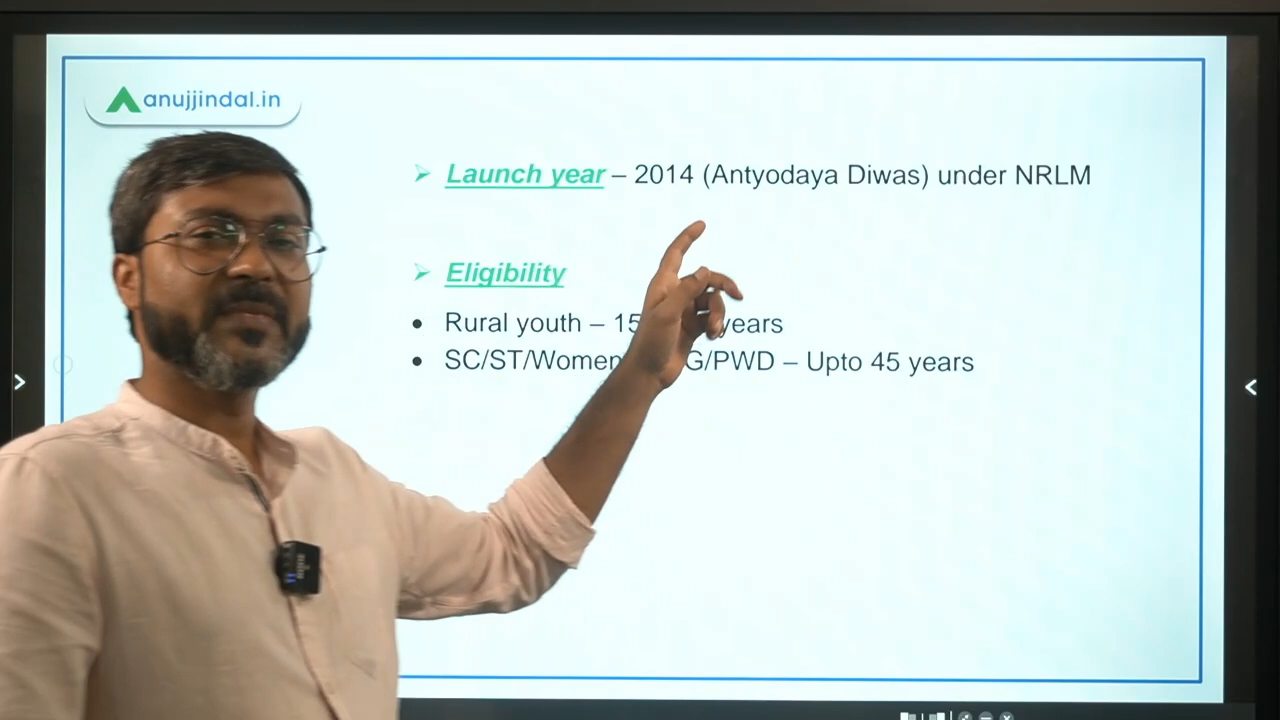 anujjindal.in
➢ Launch year – 2014 (Antyodaya Diwas) under NRLM
➢ Eligibility
• Rural youth – 15 years
• SC/ST/Women G/PWD – Upto 45 years